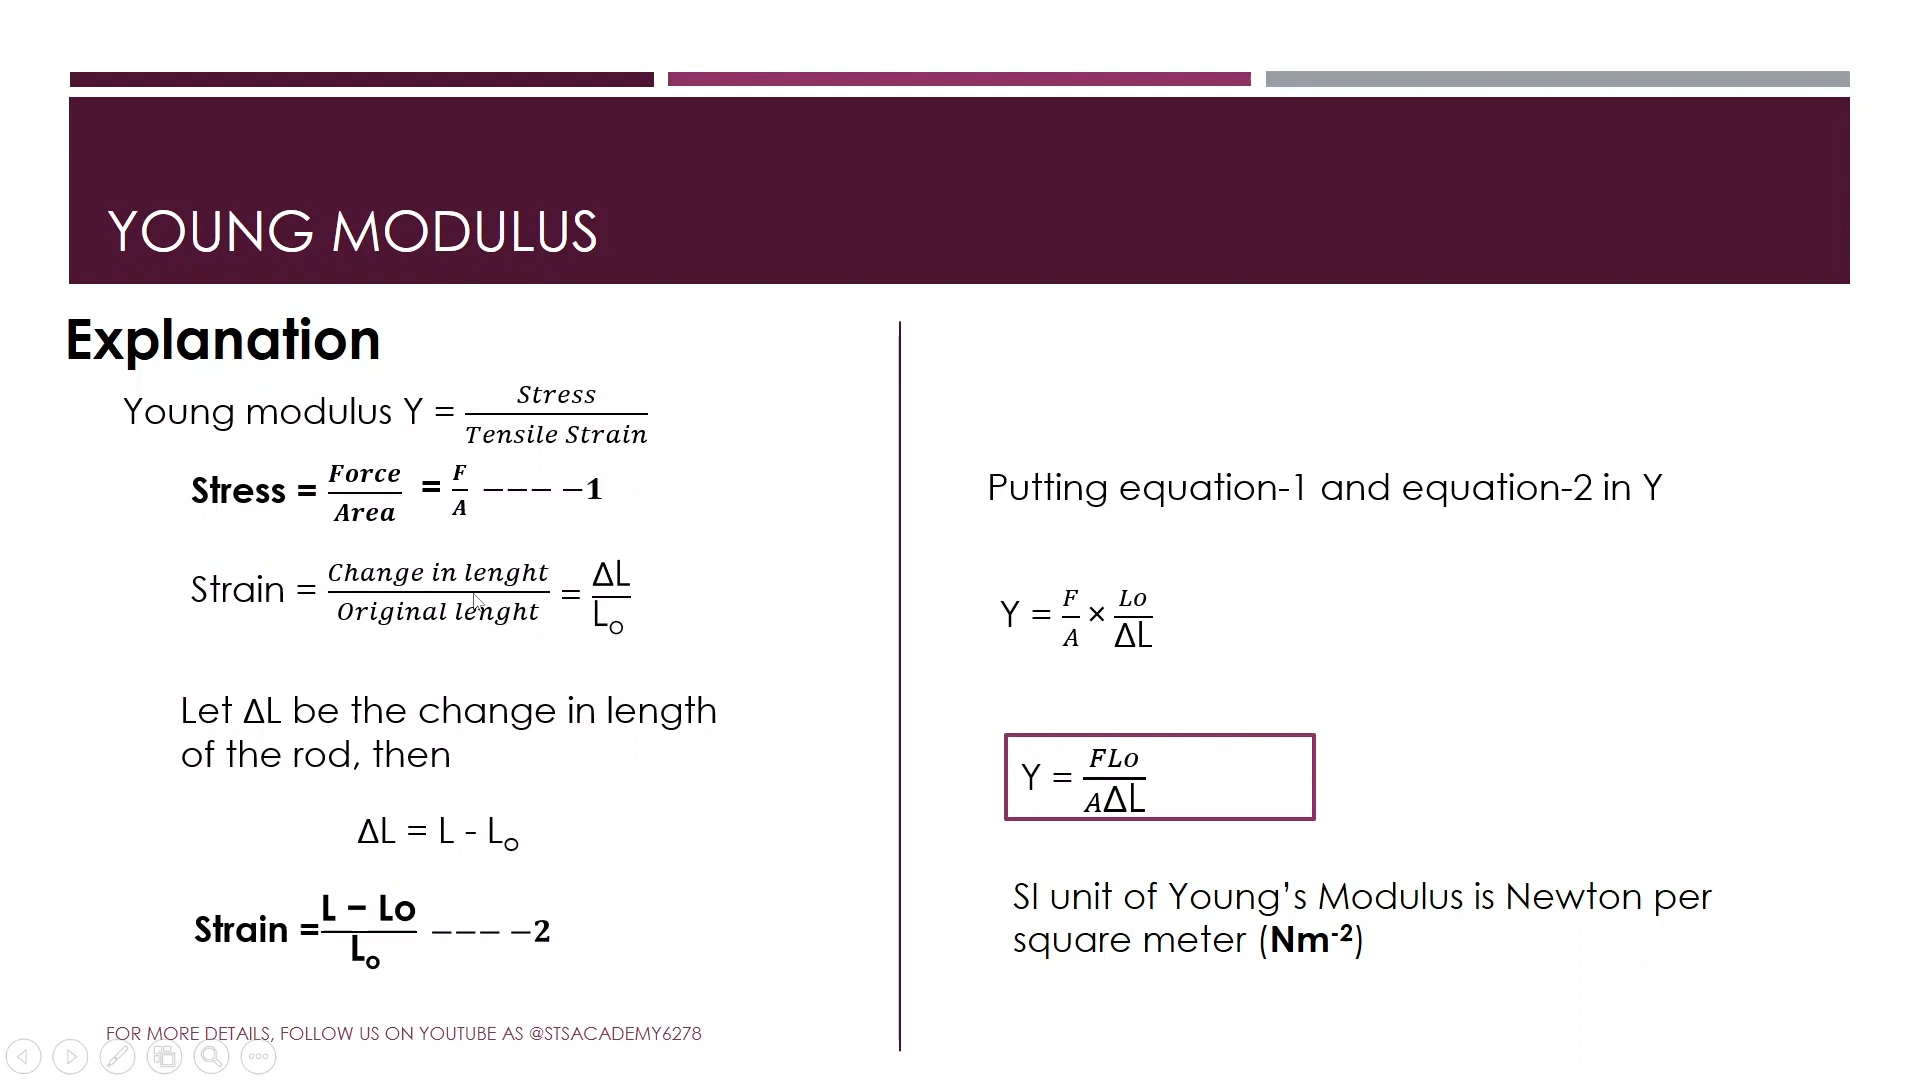 YOUNG MODULUS
Explanation
Young modulus Y = Stress / Tensile Strain
Stress = Force / Area = F / A −−− −1
Strain = Change in lenght / Original lenght = ΔL / Lo
Let ΔL be the change in length
of the rod, then
ΔL = L - Lo
Strain = L − Lo / Lo −−− −2
Putting equation-1 and equation-2 in Y
Y = F / A × Lo / ΔL
Y = FLo / AΔL
SI unit of Young’s Modulus is Newton per
square meter (Nm-2)
FOR MORE DETAILS, FOLLOW US ON YOUTUBE AS @STSACADEMY6278